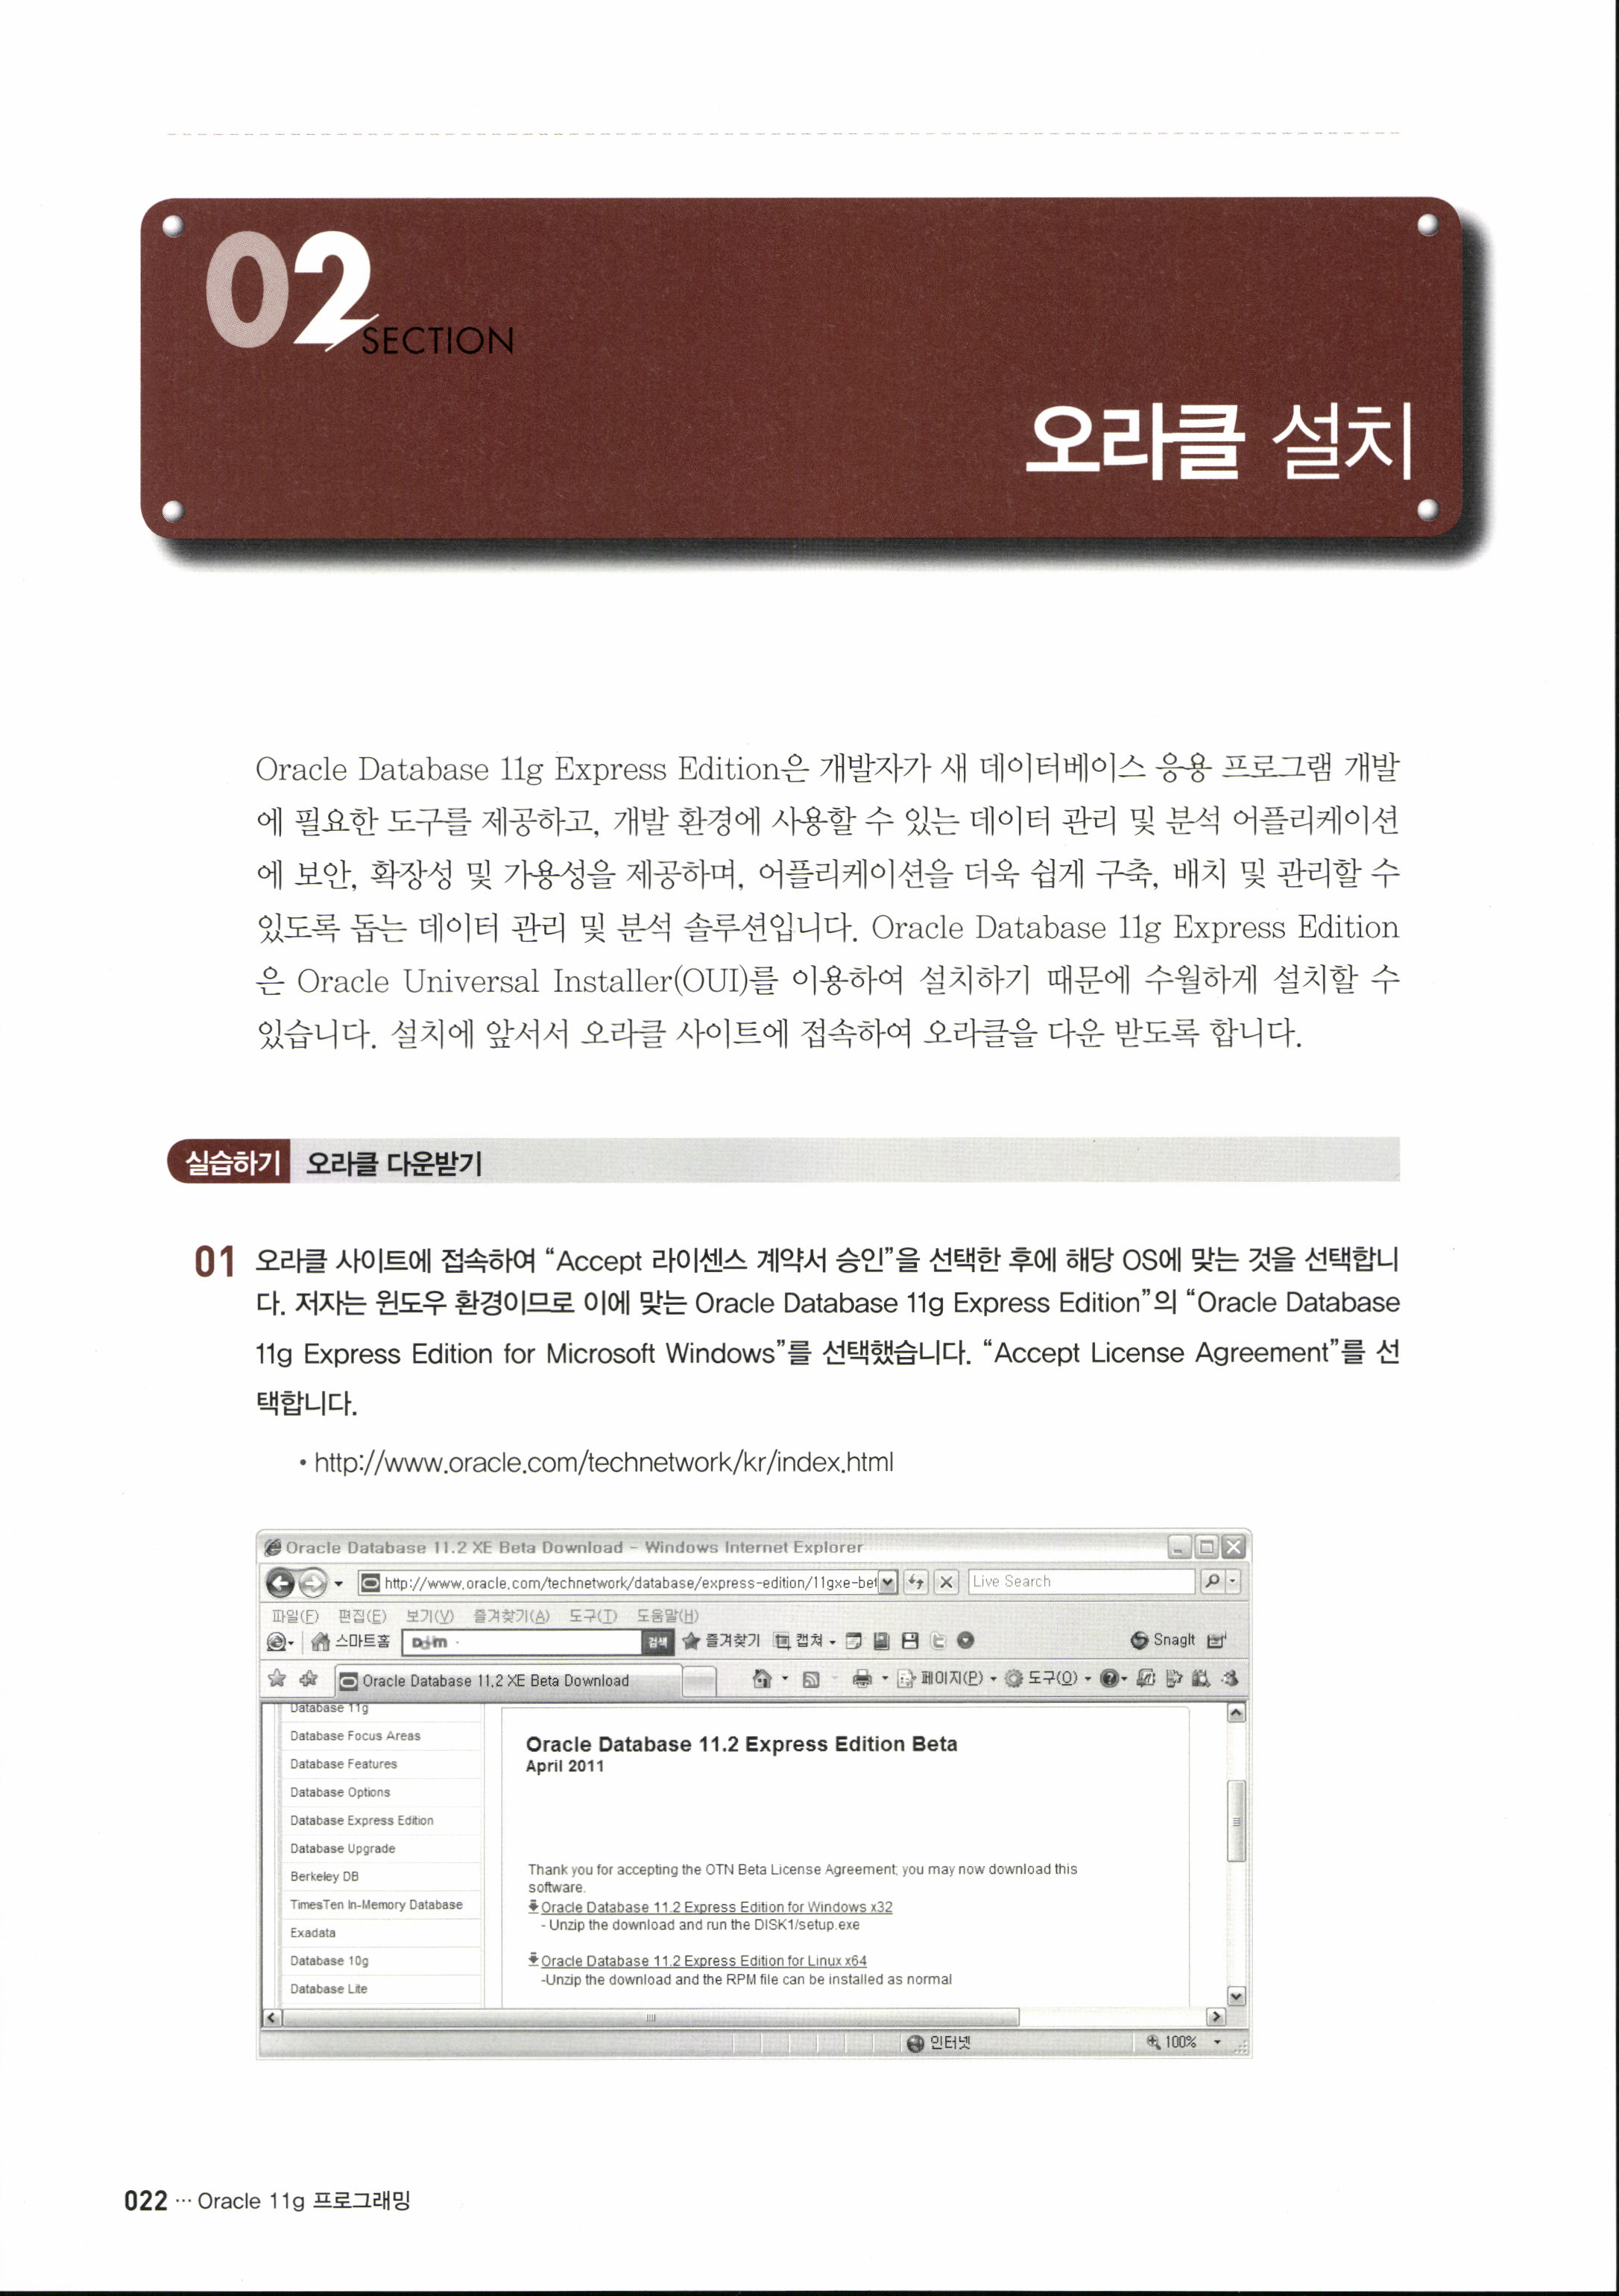 02
SECTION
오라클 설치
Oracle Database 11g Express Edition은 개발자가 새 데이터베이스 응용 프로그램 개발
에 필요한 도구를 제공하고, 개발 환경에 사용할 수 있는 데이터 관리 및 분석 어플리케이션
에 보안, 확장성 및 가용성을 제공하며, 어플리케이션을 더욱 쉽게 구축, 배치 및 관리할 수
있도록 돕는 데이터 관리 및 분석 솔루션입니다. Oracle Database 11g Express Edition
은 Oracle Universal Installer(OUI)를 이용하여 설치하기 때문에 수월하게 설치할 수
있습니다. 설치에 앞서서 오라클 사이트에 접속하여 오라클을 다운 받도록 합니다.
실습하기 오라클 다운받기
01 오라클 사이트에 접속하여 “Accept 라이센스 계약서 승인”을 선택한 후에 해당 OS에 맞는 것을 선택합니
다. 저자는 윈도우 환경이므로 이에 맞는 Oracle Database 11g Express Edition”의 “Oracle Database
11g Express Edition for Microsoft Windows”를 선택했습니다. “Accept License Agreement”를 선
택합니다.
• http://www.oracle.com/technetwork/kr/index.html
Oracle Database 11.2 XE Beta Download - Windows Internet Explorer
http://www.oracle.com/technetwork/database/express-edition/11gxe-bet Live Search
파일(F) 편집(E) 보기(V) 즐겨찾기(A) 도구(T) 도움말(H)
스마트홈 Daum 검색 즐겨찾기 캡쳐 SnagIt
Oracle Database 11.2 XE Beta Download 페이지(P) 도구(O)
Database 11g
Database Focus Areas
Database Features
Database Options
Database Express Edition
Database Upgrade
Berkeley DB
TimesTen In-Memory Database
Exadata
Database 10g
Database Lite
Oracle Database 11.2 Express Edition Beta
April 2011
Thank you for accepting the OTN Beta License Agreement; you may now download this
software.
Oracle Database 11.2 Express Edition for Windows x32
- Unzip the download and run the DISK1/setup.exe
Oracle Database 11.2 Express Edition for Linux x64
-Unzip the download and the RPM file can be installed as normal
인터넷 100%
022 ··· Oracle 11g 프로그래밍